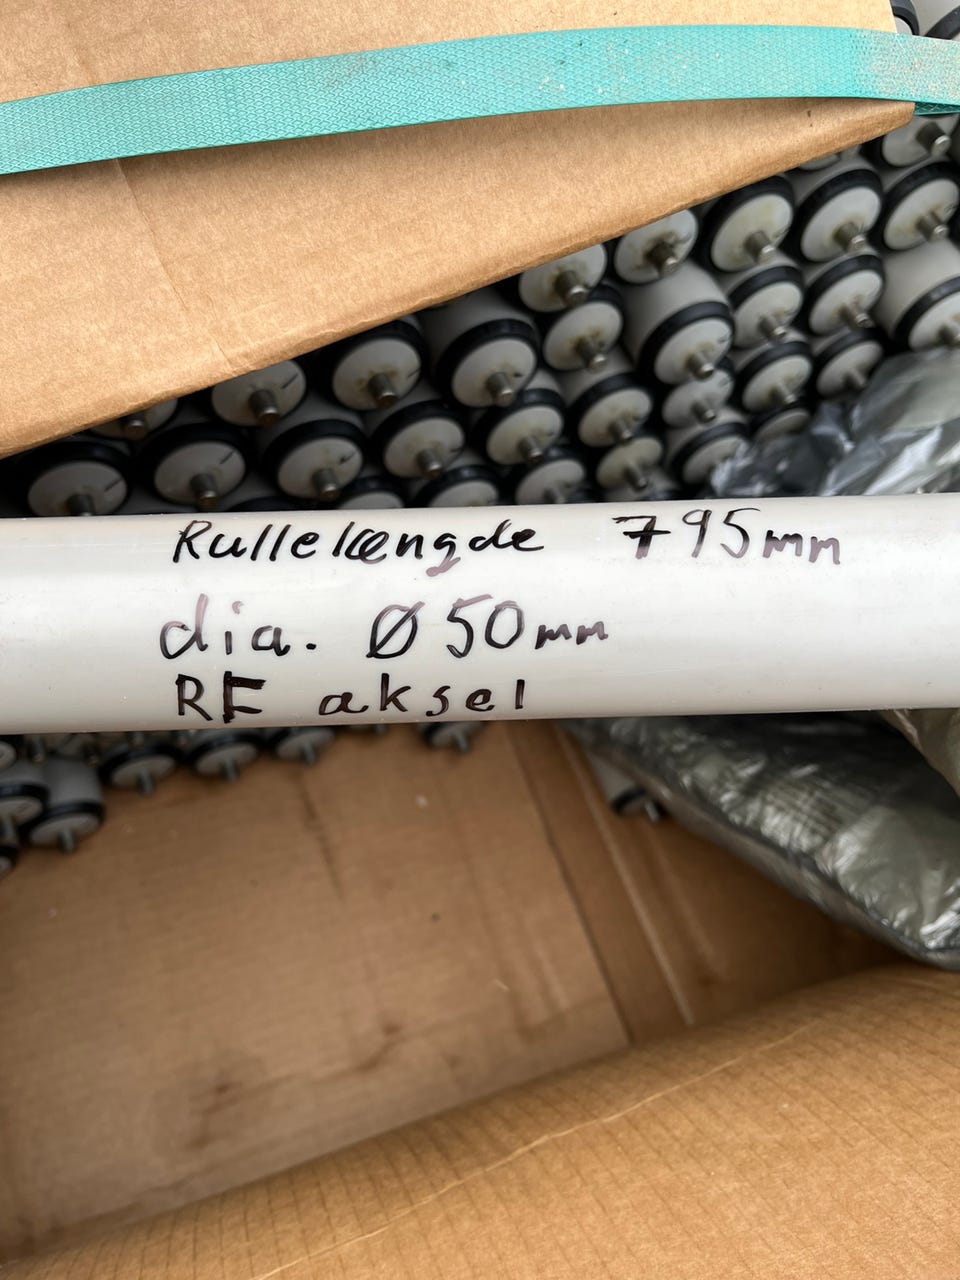 Rullelængde 795mm
dia. Ø50mm
RF aksel